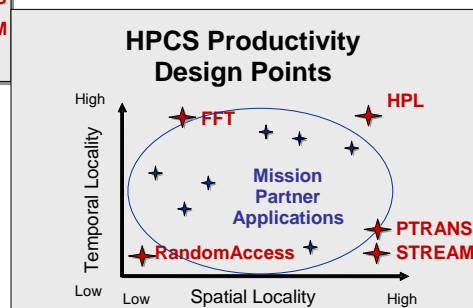 M
HPCS Productivity
Design Points
High
HPL
FFT
Temporal Locality
Mission
Partner
Applications
PTRANS
RandomAccess
STREAM
Low
Low
Spatial Locality
High